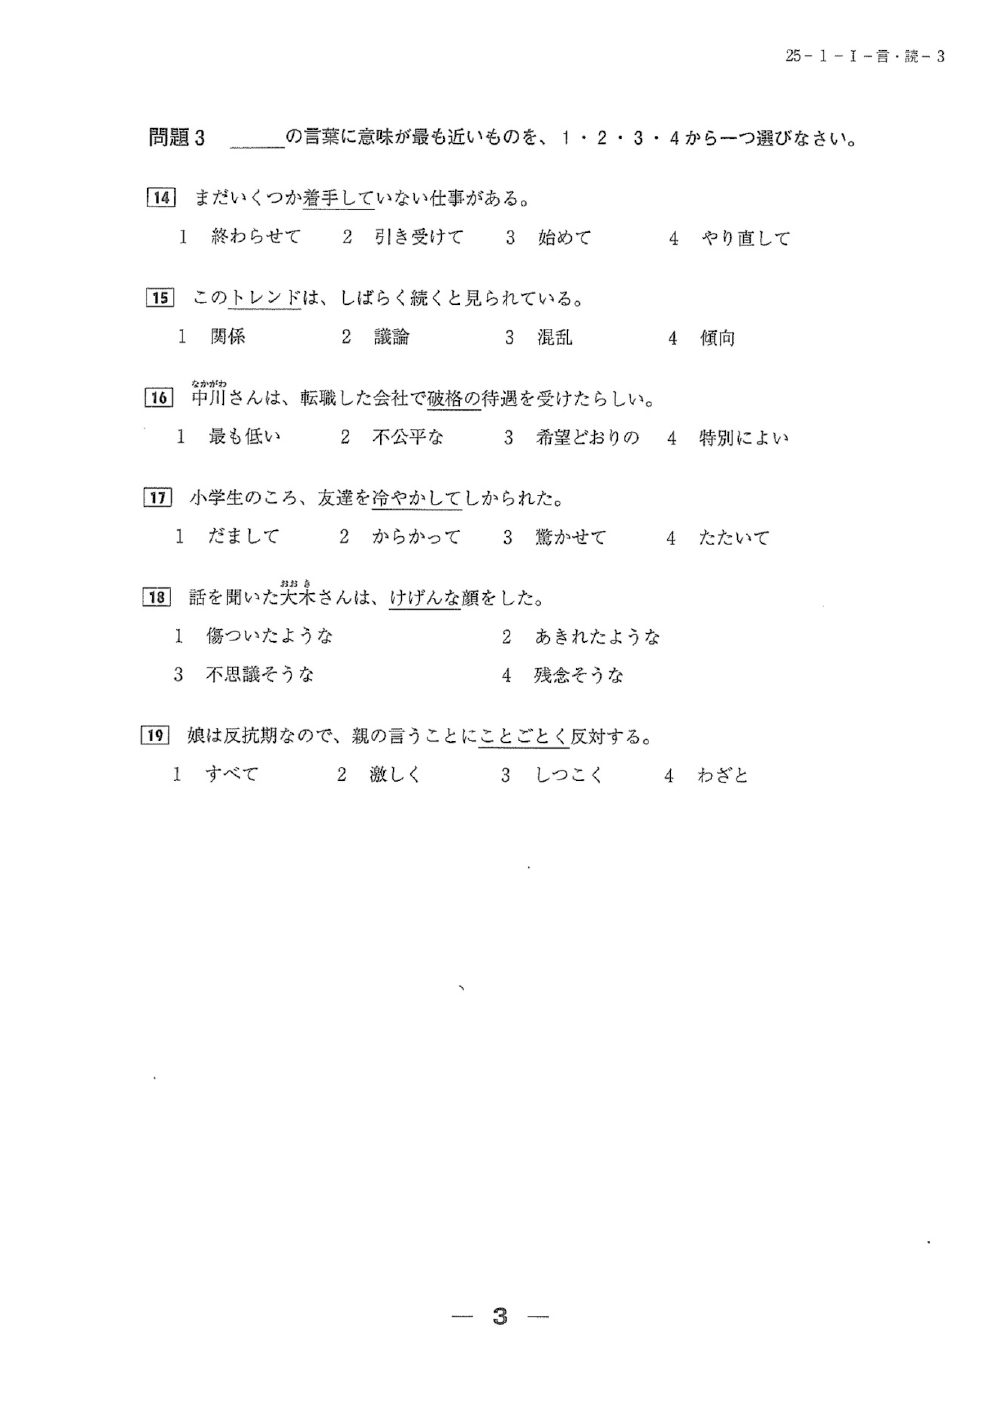 25-1-I-言・読-3
問題3 ＿＿＿の言葉に意味が最も近いものを、1・2・3・4から一つ選びなさい。
14 まだいくつか着手していない仕事がある。
1 終わらせて 2 引き受けて 3 始めて 4 やり直して
15 このトレンドは、しばらく続くと見られている。
1 関係 2 議論 3 混乱 4 傾向
なかがわ
16 中川さんは、転職した会社で破格の待遇を受けたらしい。
1 最も低い 2 不公平な 3 希望どおりの 4 特別によい
17 小学生のころ、友達を冷やかしてしかられた。
1 だまして 2 からかって 3 驚かせて 4 たたいて
おお き
18 話を聞いた大木さんは、けげんな顔をした。
1 傷ついたような 2 あきれたような
3 不思議そうな 4 残念そうな
19 娘は反抗期なので、親の言うことにことごとく反対する。
1 すべて 2 激しく 3 しつこく 4 わざと
— 3 —